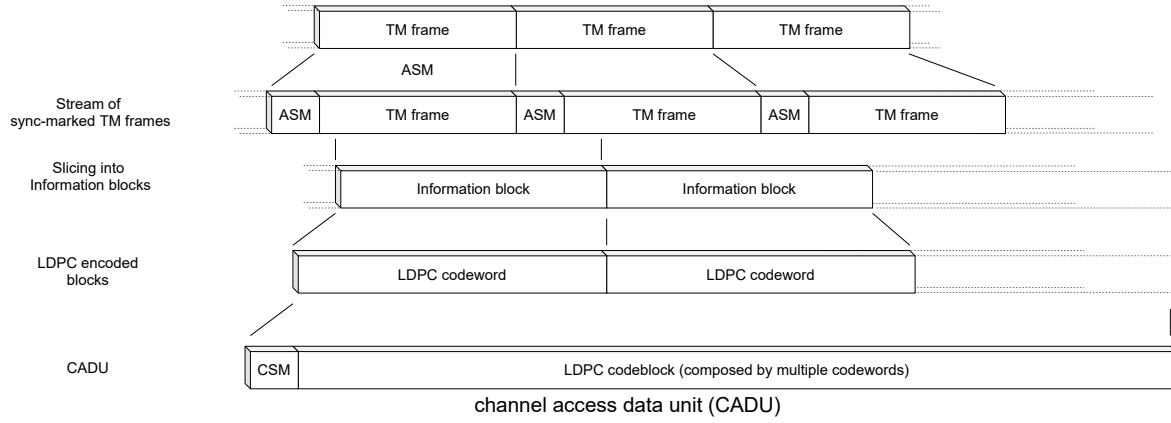 TM frame TM frame TM frame
ASM
Stream of
sync-marked TM frames
ASM TM frame ASM TM frame ASM TM frame
Slicing into
Information blocks
Information block Information block
LDPC encoded
blocks
LDPC codeword LDPC codeword
CADU
CSM LDPC codeblock (composed by multiple codewords)
channel access data unit (CADU)